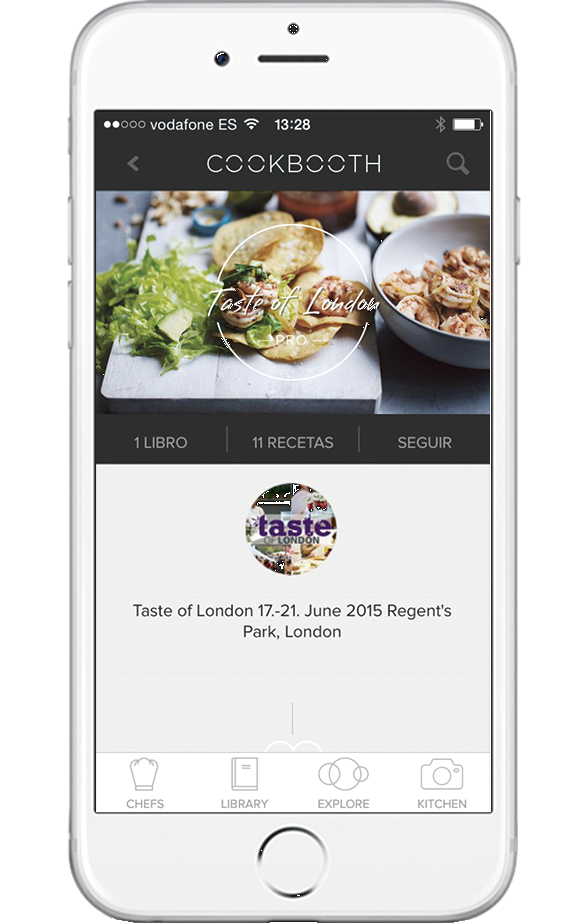 vodafone ES 13:28
COOKBOOTH
Taste of London
PRO
1 LIBRO 11 RECETAS SEGUIR
taste
OF LONDON
Taste of London 17.-21. June 2015 Regent's
Park, London
CHEFS LIBRARY EXPLORE KITCHEN